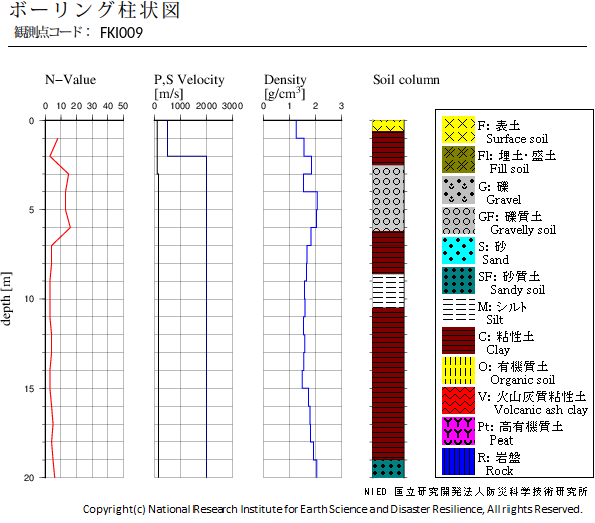 ボーリング柱状図
観測点コード: FKI009
N-Value
0 10 20 30 40 50
P,S Velocity
[m/s]
0 1000 2000 3000
Density
[g/cm³]
0 1 2 3
Soil column
depth [m]
0
5
10
15
20
F: 表土
Surface soil
Fl: 埋土・盛土
Fill soil
G: 礫
Gravel
GF: 礫質土
Gravelly soil
S: 砂
Sand
SF: 砂質土
Sandy soil
M: シルト
Silt
C: 粘性土
Clay
O: 有機質土
Organic soil
V: 火山灰質粘性土
Volcanic ash clay
Pt: 高有機質土
Peat
R: 岩盤
Rock
NIED 国立研究開発法人防災科学技術研究所
Copyright(c) National Research Institute for Earth Science and Disaster Resilience, All rights Reserved.